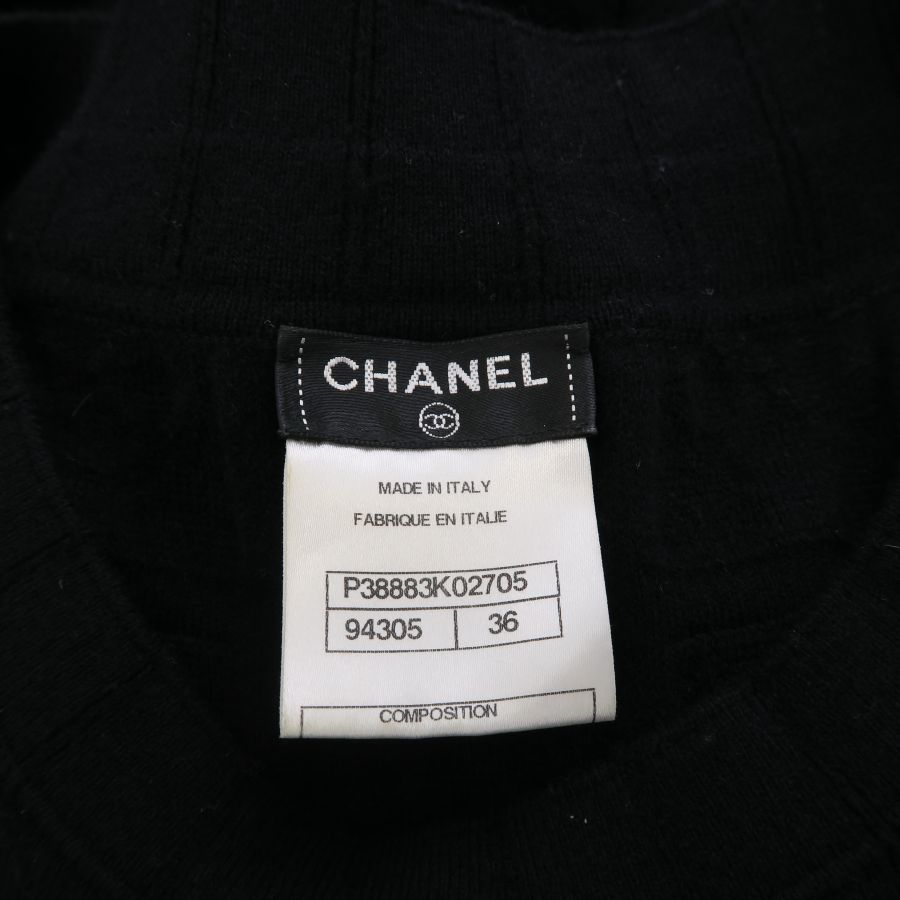 CHANEL
MADE IN ITALY
FABRIQUE EN ITALIE
P38883K02705
94305 36
COMPOSITION